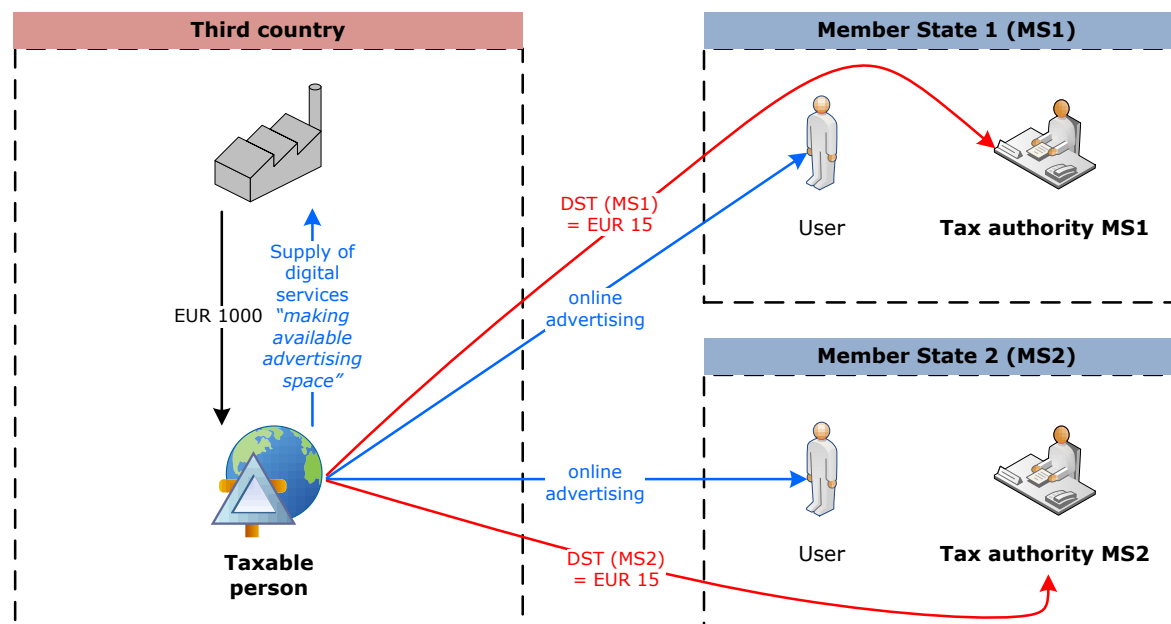 Third country
Supply of
digital
services
“making
available
advertising
space”
EUR 1000
Taxable
person
DST (MS1)
= EUR 15
online
advertising
online
advertising
DST (MS2)
= EUR 15
Member State 1 (MS1)
User
Tax authority MS1
Member State 2 (MS2)
User
Tax authority MS2